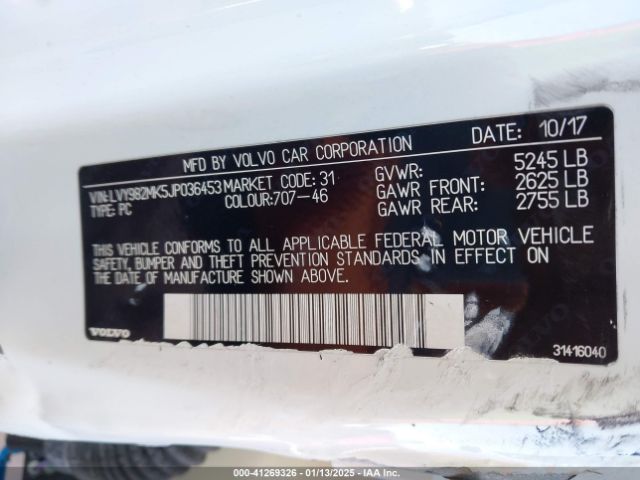 MFD BY VOLVO CAR CORPORATION DATE: 10/17
VIN:LVY982MK5JP036453 MARKET CODE: 31 GVWR: 5245 LB
TYPE: PC COLOUR:707-46 GAWR FRONT: 2625 LB
GAWR REAR: 2755 LB
THIS VEHICLE CONFORMS TO ALL APPLICABLE FEDERAL MOTOR VEHICLE
SAFETY, BUMPER AND THEFT PREVENTION STANDARDS IN EFFECT ON
THE DATE OF MANUFACTURE SHOWN ABOVE.
VOLVO
31416040
000-41269326 - 01/13/2025 - IAA Inc.